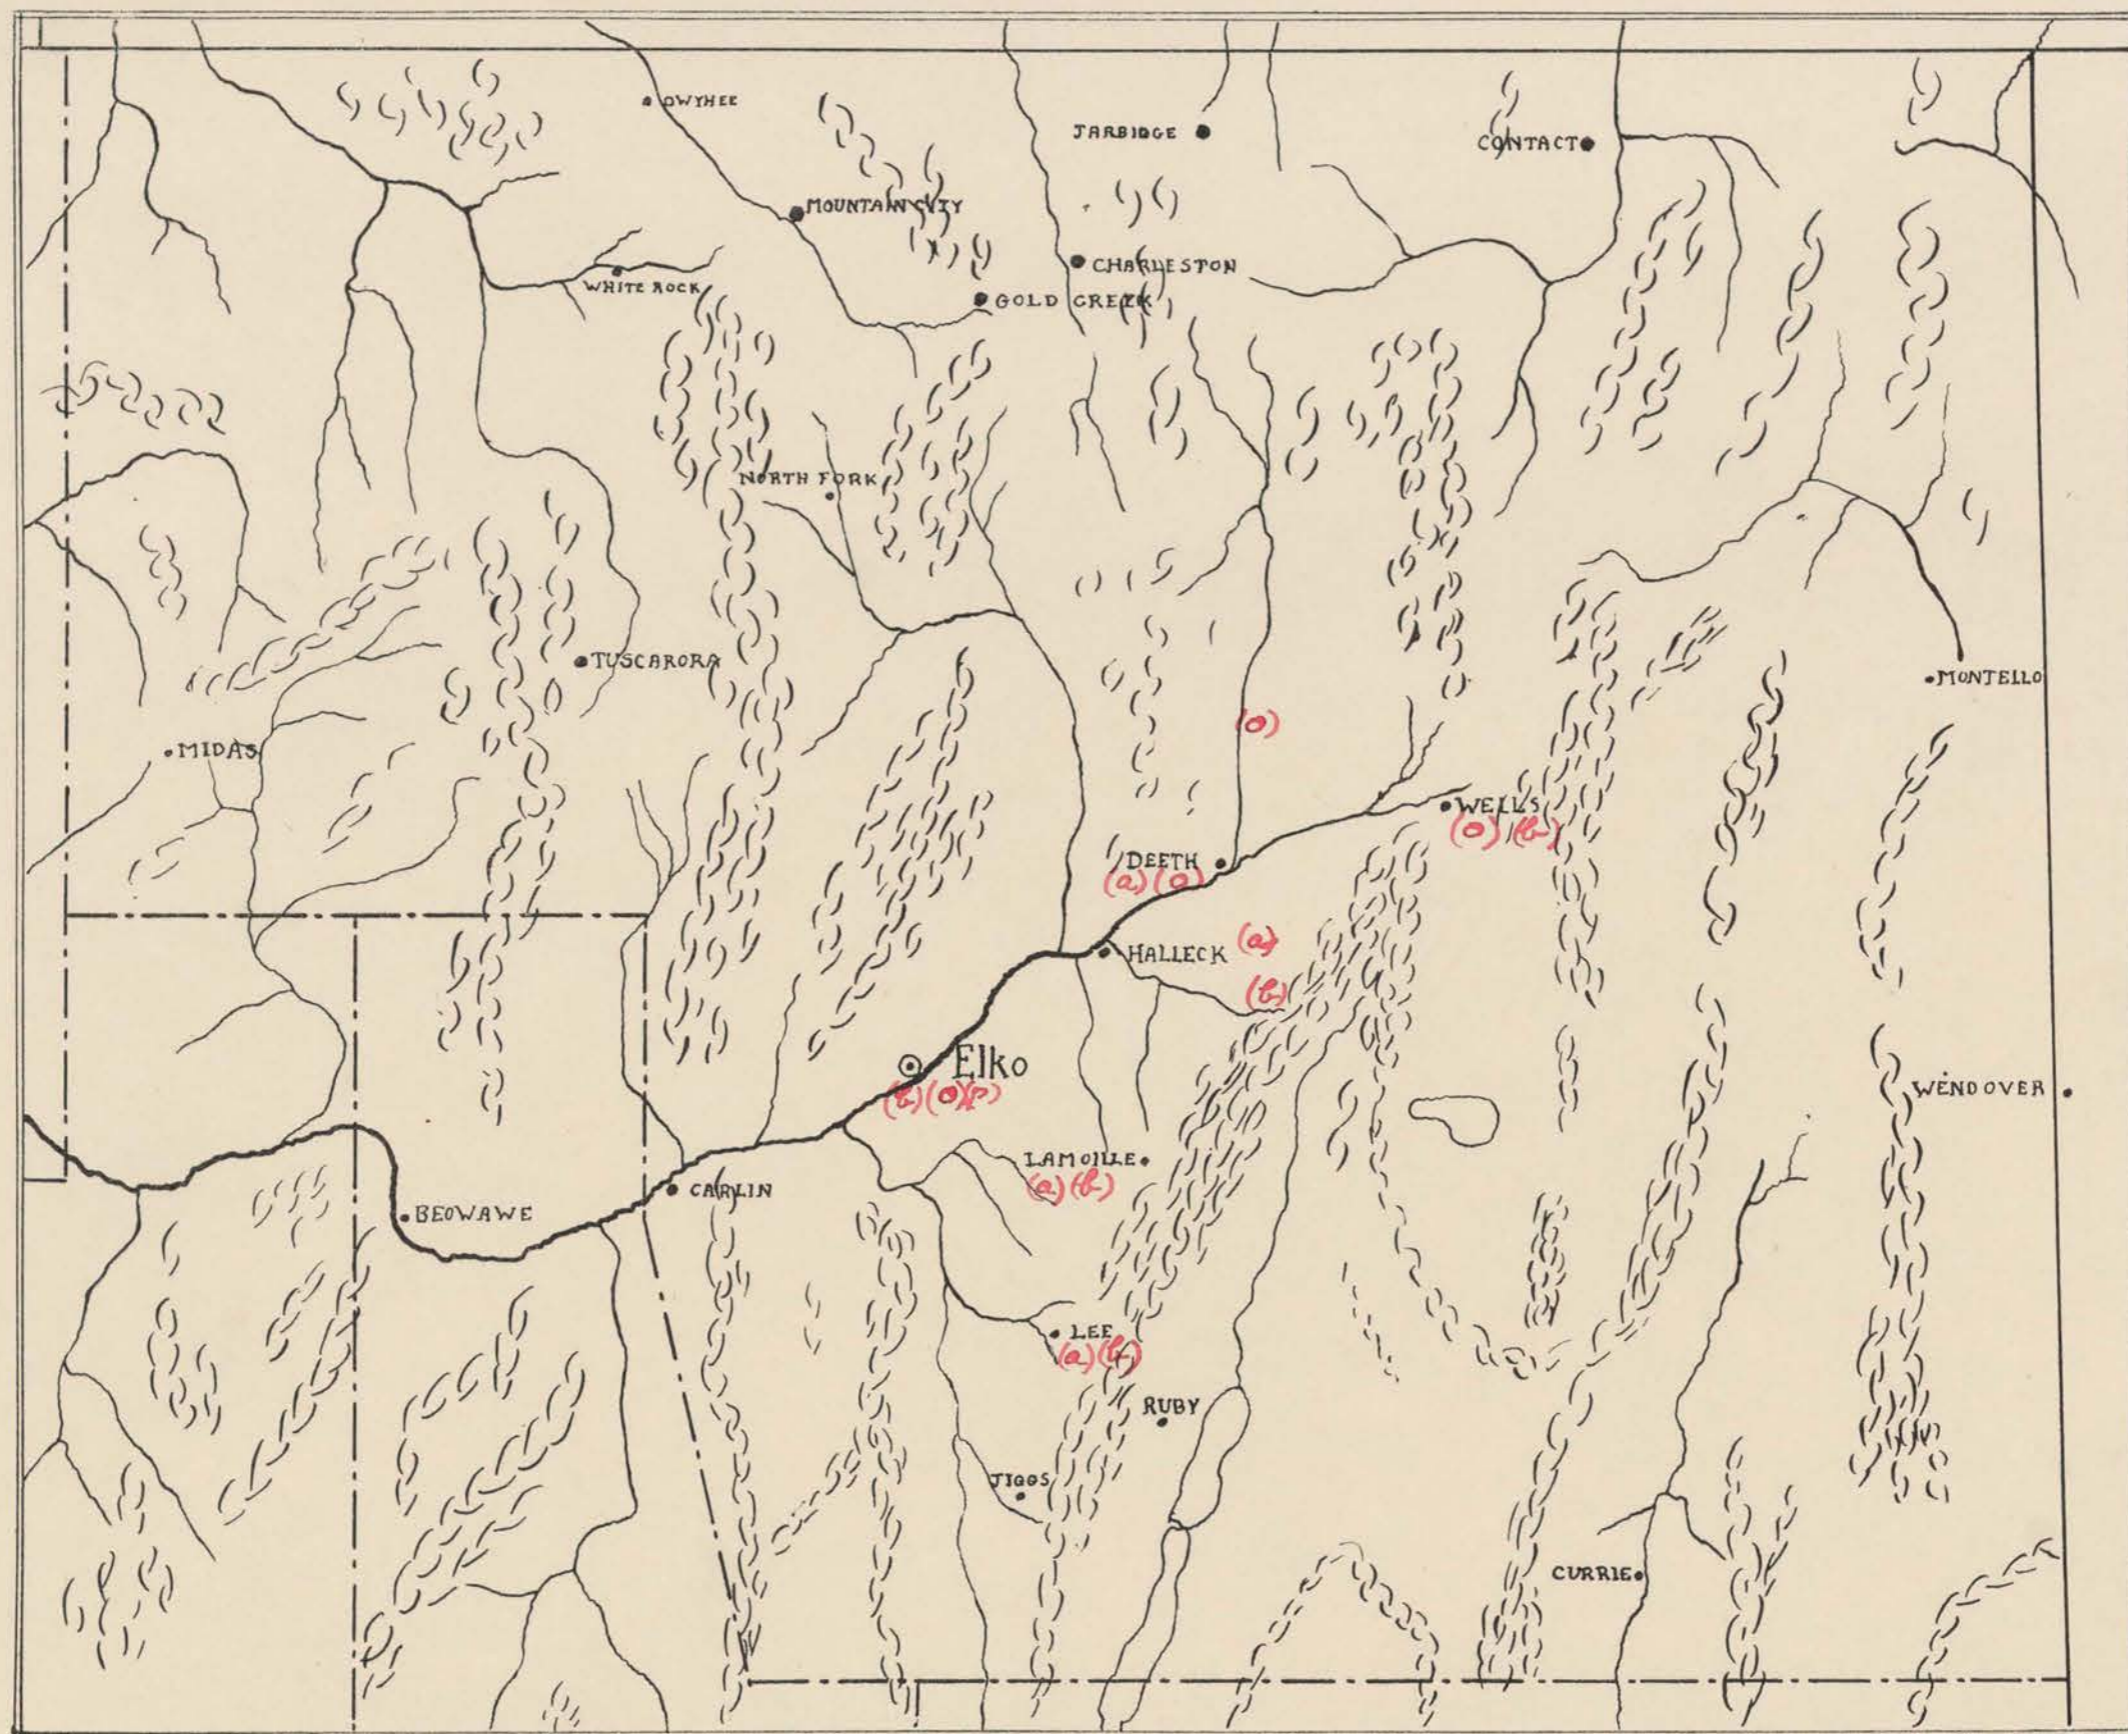 OWYHEE
JARBIDGE
CONTACT
MOUNTAIN CITY
CHARLESTON
WHITE ROCK
GOLD CREEK
NORTH FORK
TUSCARORA
MONTELLO
(o)
MIDAS
WELLS
(o) (b)
DEETH
(a) (o)
HALLECK (a)
(b)
Elko
(b) (o) (p)
WENDOVER
LAMOILLE
(a) (b)
CARLIN
BEOWAWE
LEE
(a) (b)
RUBY
JIGGS
CURRIE